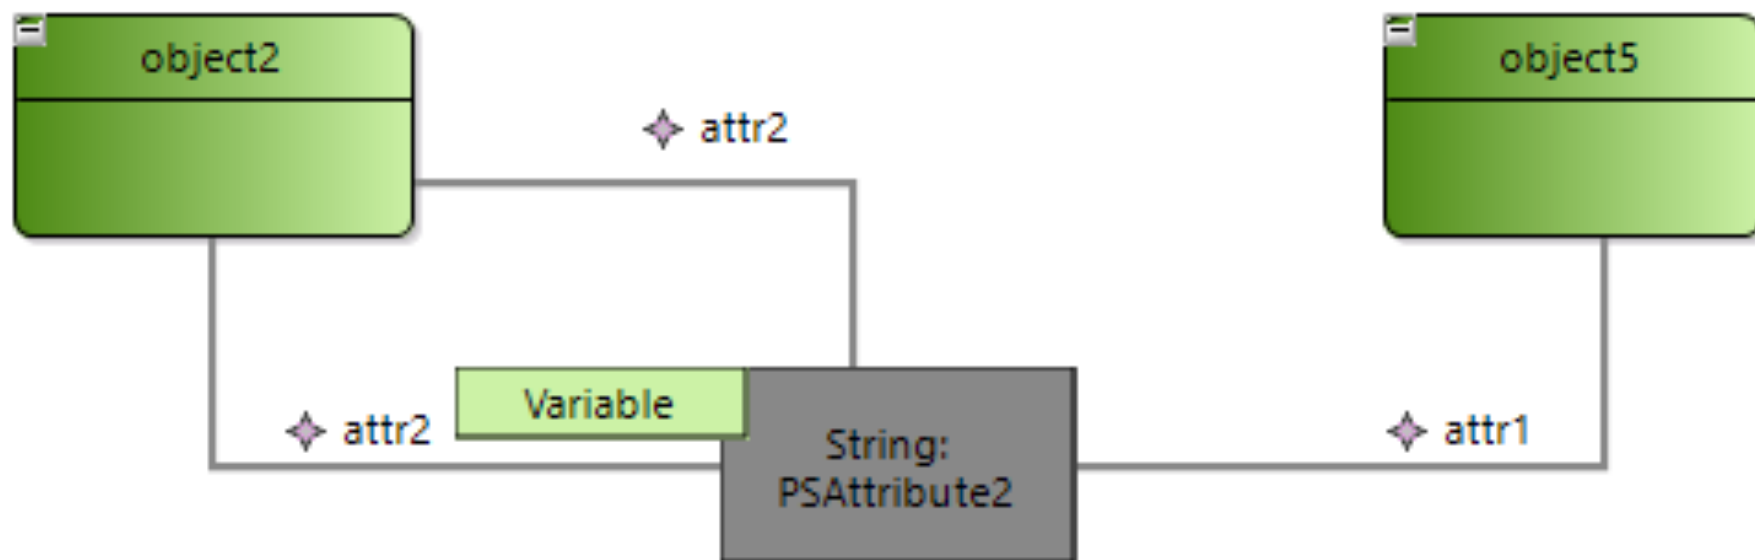 object2
object5
attr2
Variable
attr2
String:
PSAttribute2
attr1